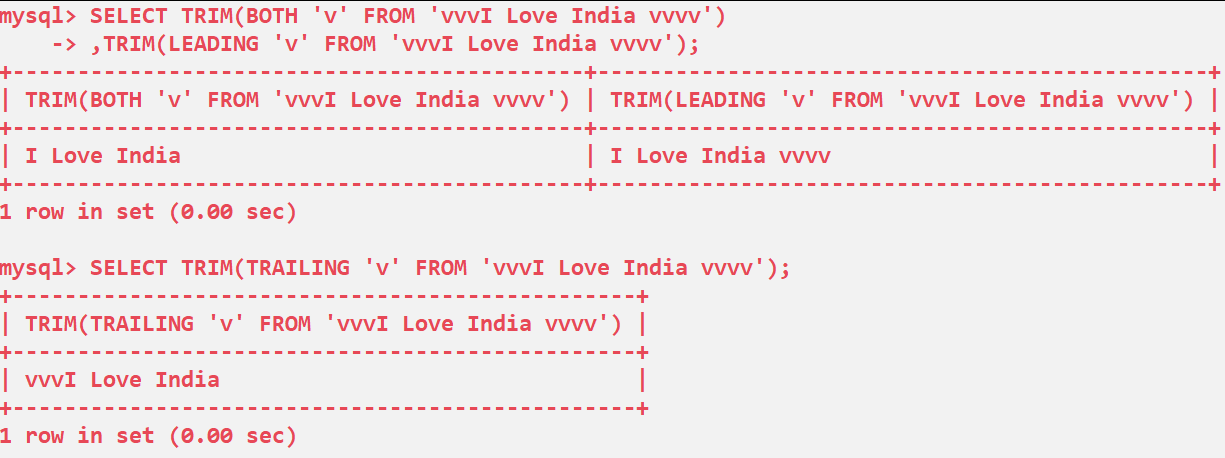 mysql> SELECT TRIM(BOTH 'v' FROM 'vvvI Love India vvvv')
    -> ,TRIM(LEADING 'v' FROM 'vvvI Love India vvvv');
+--------------------------------------------+-----------------------------------------------+
| TRIM(BOTH 'v' FROM 'vvvI Love India vvvv') | TRIM(LEADING 'v' FROM 'vvvI Love India vvvv') |
+--------------------------------------------+-----------------------------------------------+
| I Love India                               | I Love India vvvv                             |
+--------------------------------------------+-----------------------------------------------+
1 row in set (0.00 sec)

mysql> SELECT TRIM(TRAILING 'v' FROM 'vvvI Love India vvvv');
+------------------------------------------------+
| TRIM(TRAILING 'v' FROM 'vvvI Love India vvvv') |
+------------------------------------------------+
| vvvI Love India                                |
+------------------------------------------------+
1 row in set (0.00 sec)